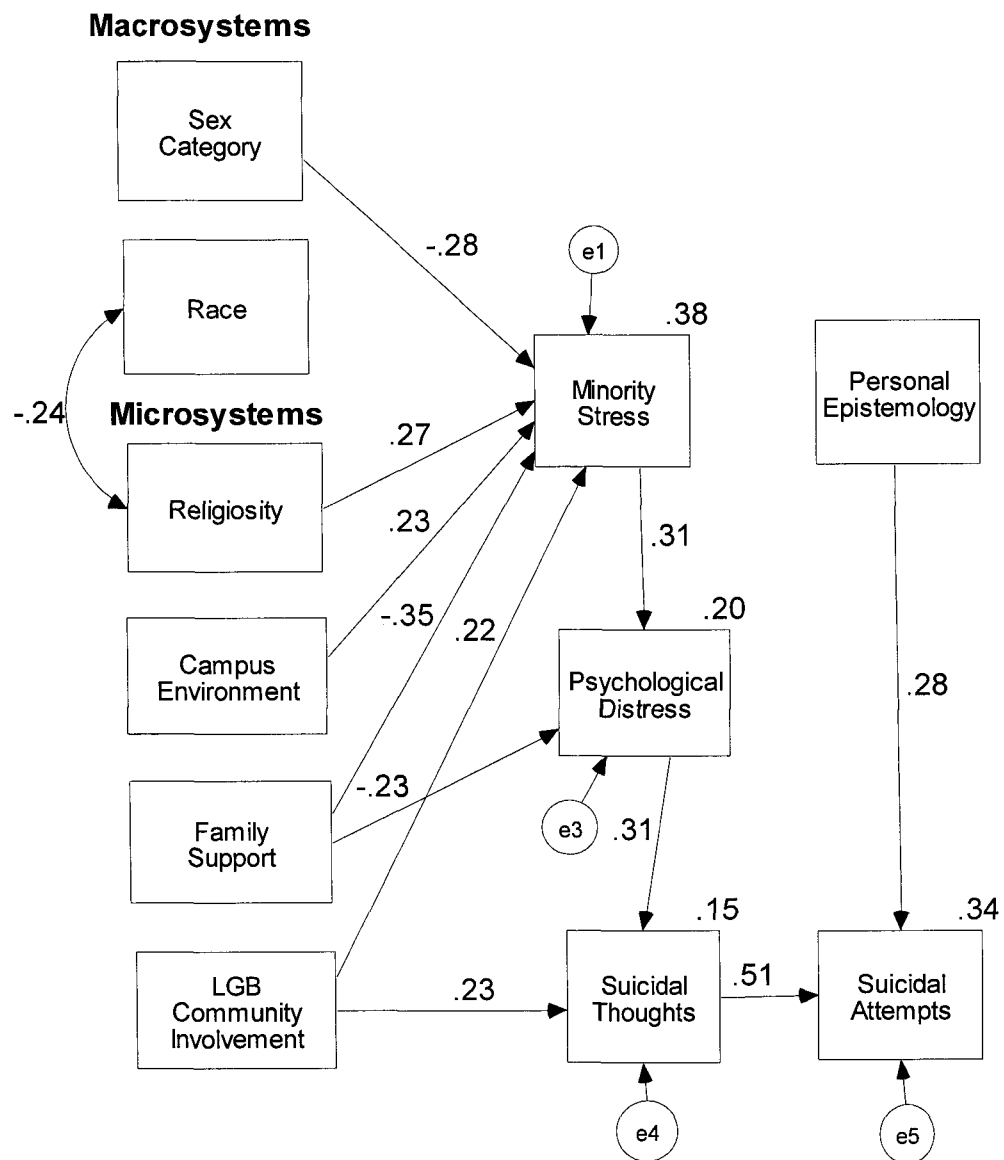 Macrosystems
Sex
Category
-.28
e1
Race
.38
Minority
Stress
Personal
Epistemology
-.24
Microsystems
.27
Religiosity
.23
.31
-.35
.22
.20
Campus
Environment
Psychological
Distress
.28
-.23
e3
.31
Family
Support
.15
.34
LGB
Community
Involvement
.23
Suicidal
Thoughts
.51
Suicidal
Attempts
e4
e5